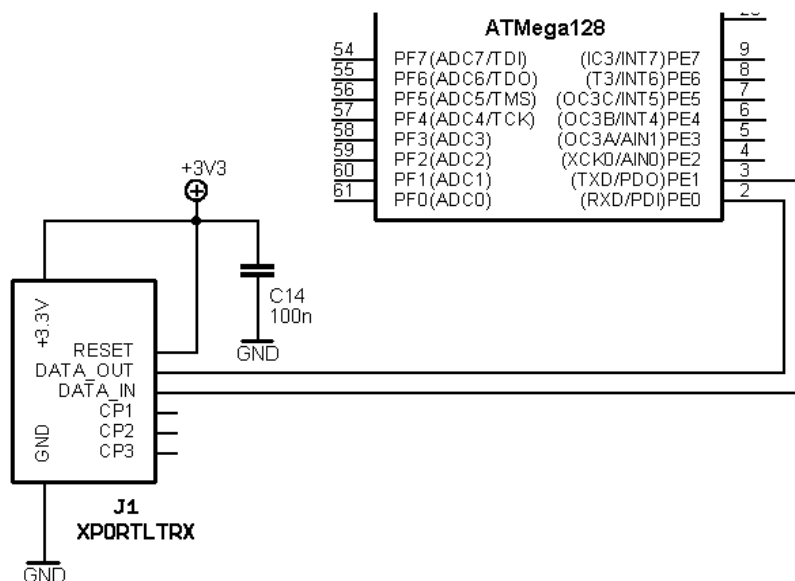 ATMega128
54 PF7(ADC7/TDI) (IC3/INT7)PE7 9
55 PF6(ADC6/TDO) (T3/INT6)PE6 8
56 PF5(ADC5/TMS) (OC3C/INT5)PE5 7
57 PF4(ADC4/TCK) (OC3B/INT4)PE4 6
58 PF3(ADC3) (OC3A/AIN1)PE3 5
59 PF2(ADC2) (XCK0/AIN0)PE2 4
60 PF1(ADC1) (TXD/PDO)PE1 3
61 PF0(ADC0) (RXD/PDI)PE0 2
+3V3
C14
100n
GND
+3.3V
RESET
DATA_OUT
DATA_IN
CP1
CP2
CP3
GND
J1
XPORTLTRX
GND